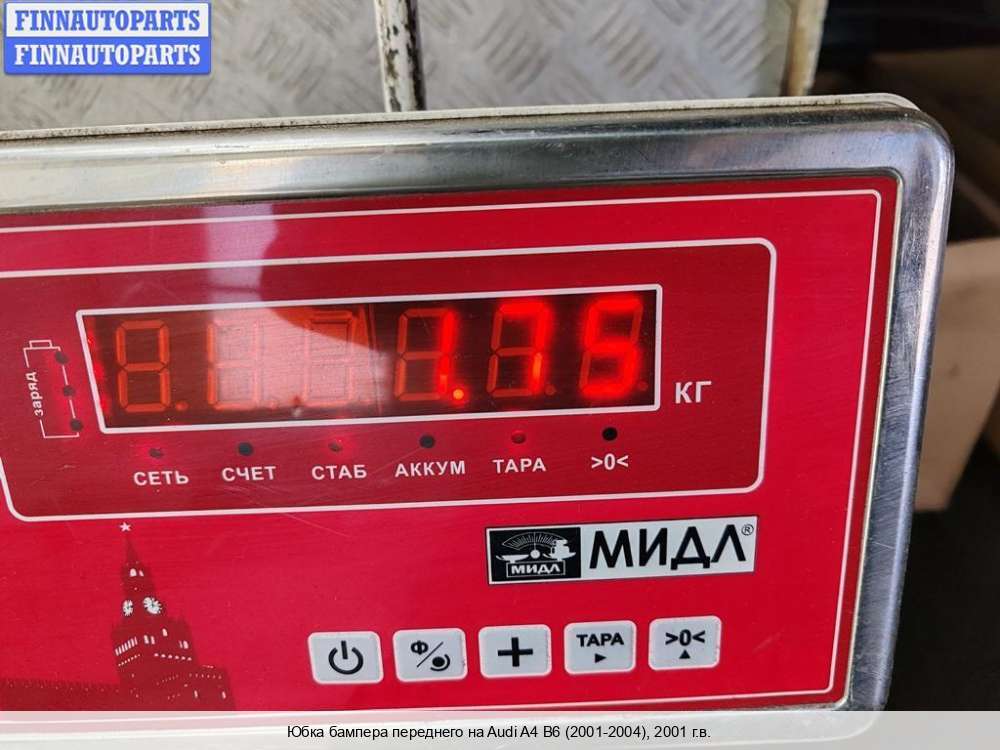 FINNAUTOPARTS
FINNAUTOPARTS
заряд
1.75 КГ
СЕТЬ СЧЕТ СТАБ АККУМ ТАРА >0<
МИДЛ МИДЛ®
Ф ТАРА >0<
Юбка бампера переднего на Audi A4 B6 (2001-2004), 2001 г.в.